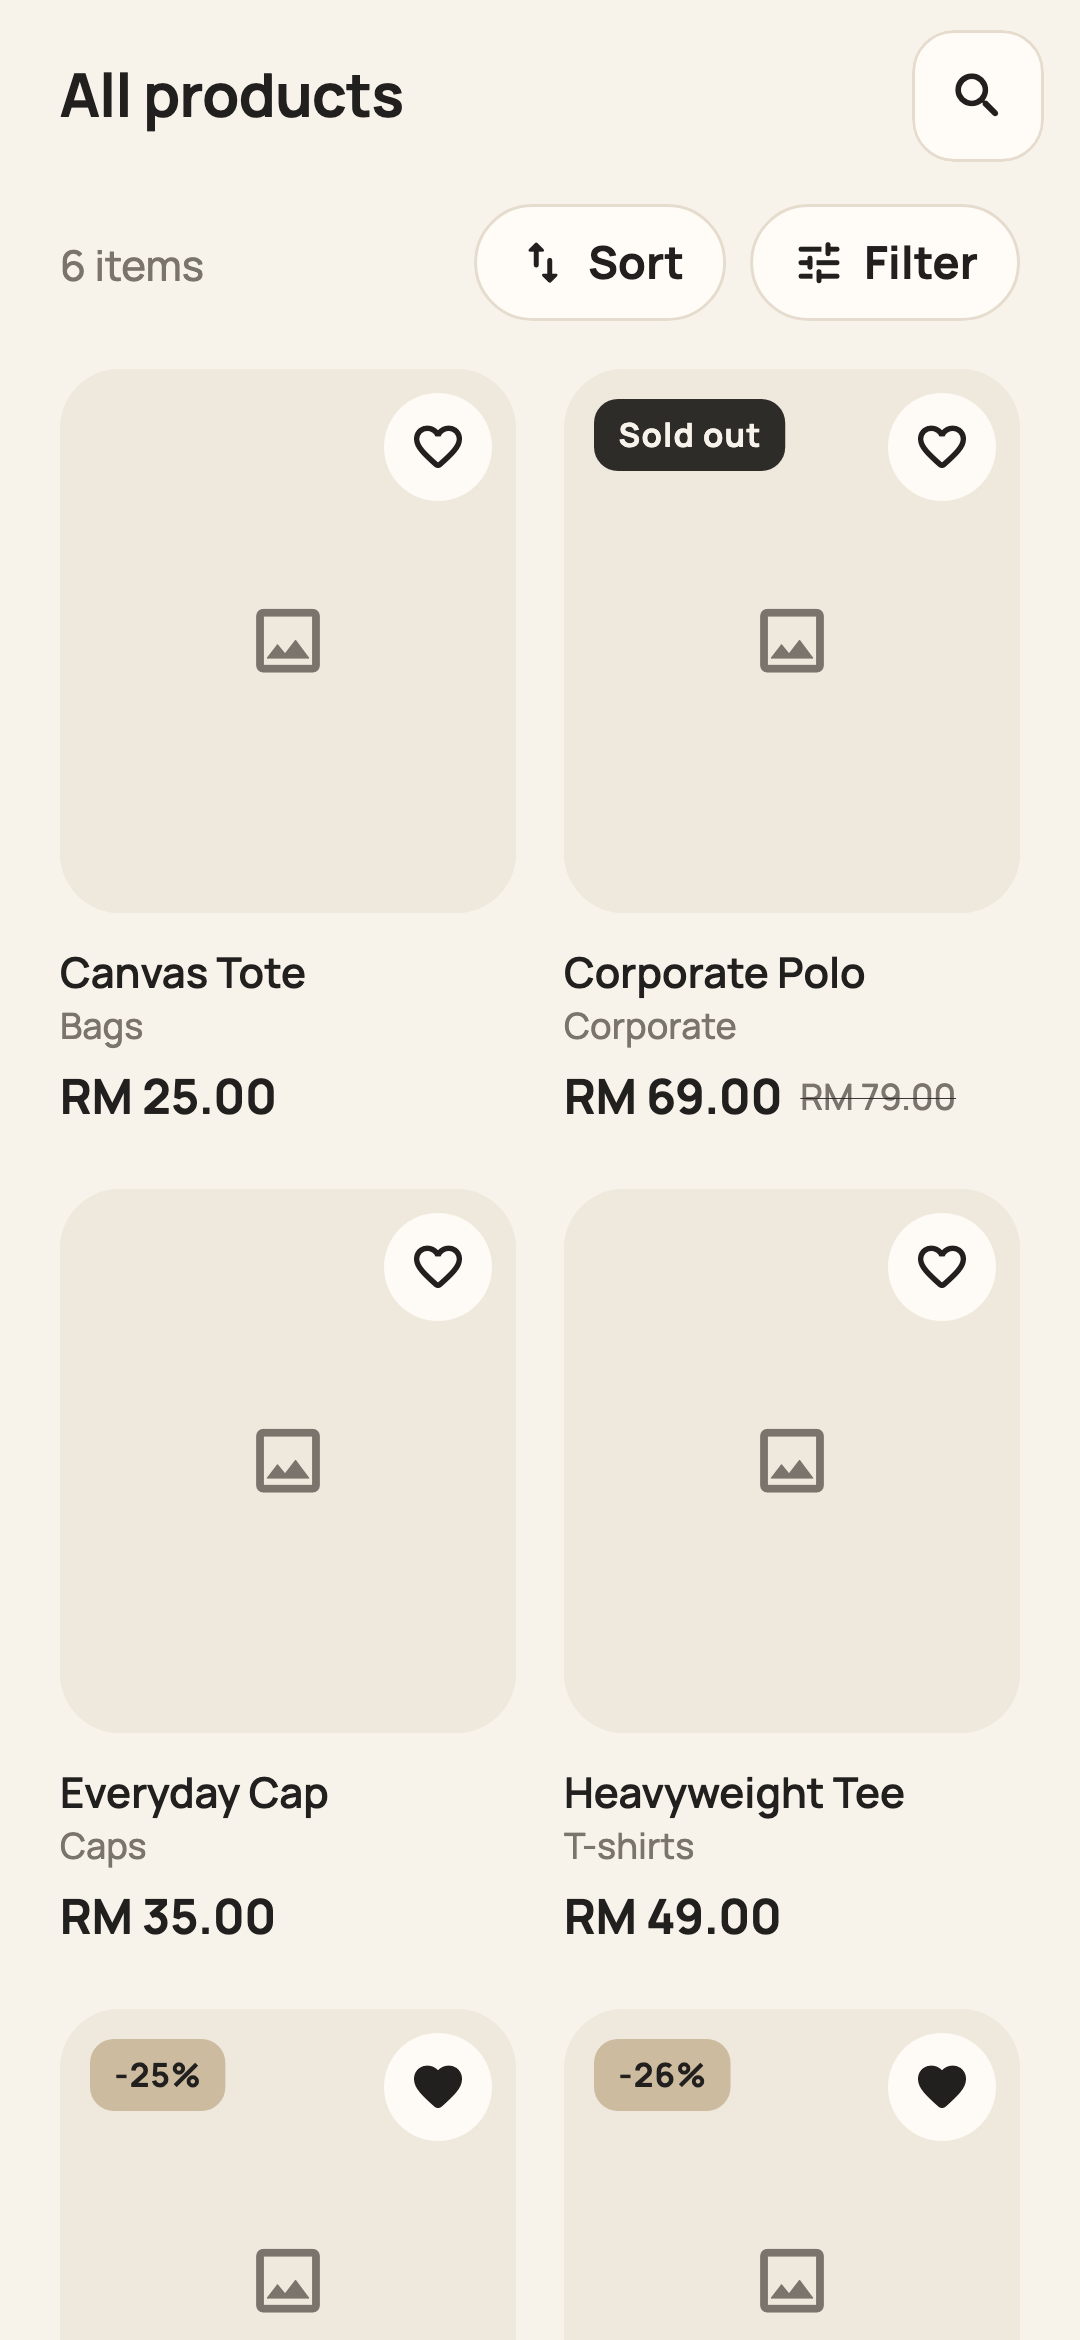 All products
6 items
Sort
Filter
Sold out
Canvas Tote
Bags
RM 25.00
Corporate Polo
Corporate
RM 69.00 RM 79.00
Everyday Cap
Caps
RM 35.00
Heavyweight Tee
T-shirts
RM 49.00
-25%
-26%